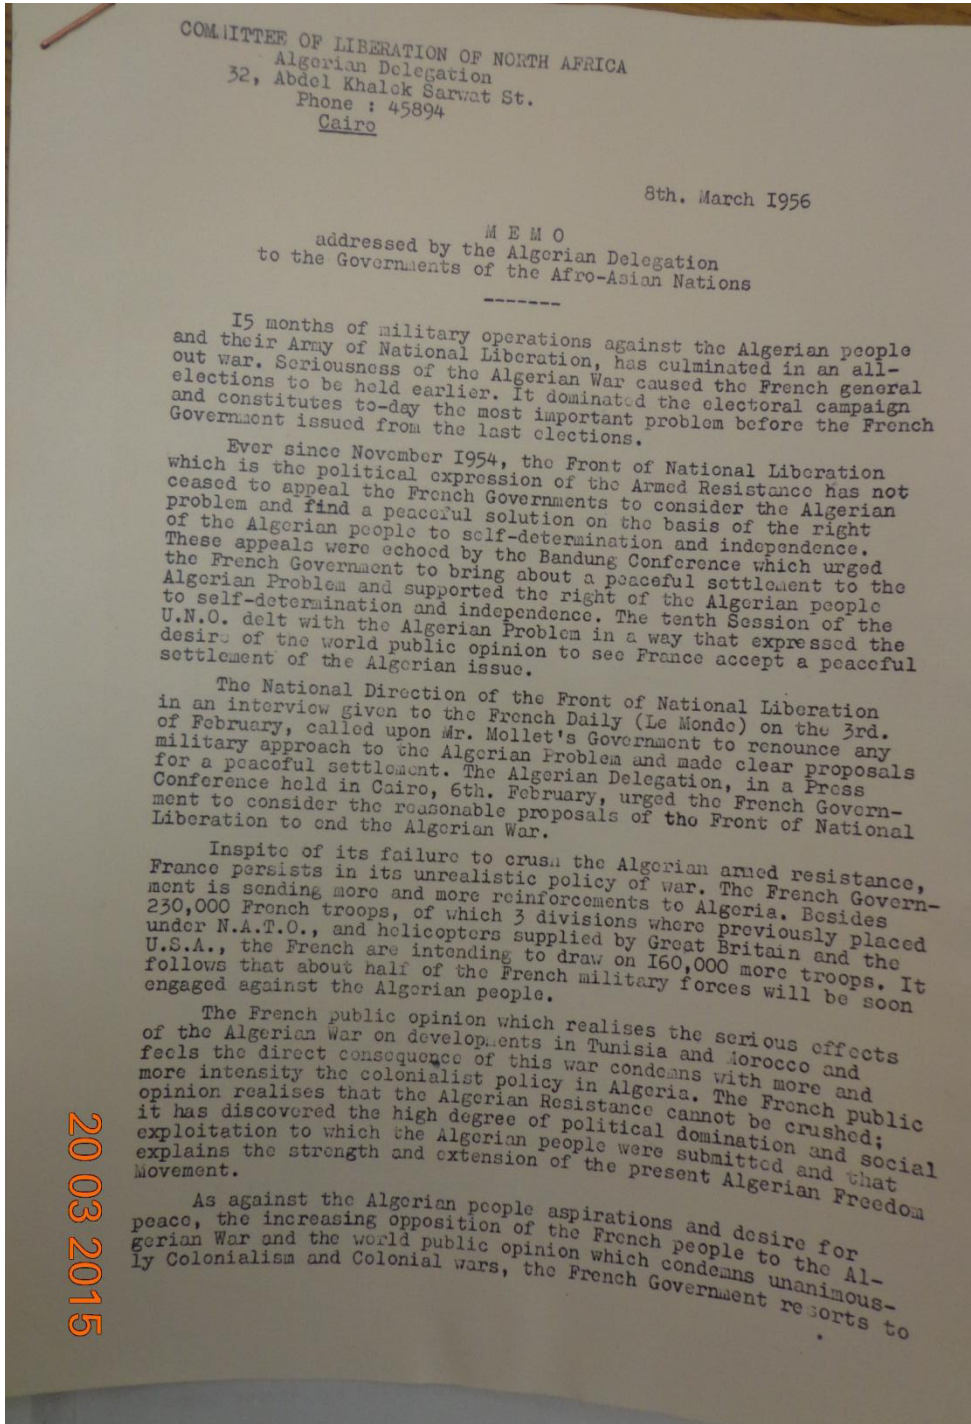 COMMITTEE OF LIBERATION OF NORTH AFRICA
Algerian Delegation
32, Abdel Khalek Sarwat St.
Phone : 45894
Cairo
8th. March I956
M E M O
addressed by the Algerian Delegation
to the Governments of the Afro-Asian Nations
-------
I5 months of military operations against the Algerian people
and their Army of National Liberation, has culminated in an all-
out war. Seriousness of the Algerian War caused the French general
elections to be held earlier. It dominated the electoral campaign
and constitutes to-day the most important problem before the French
Government issued from the last elections.
Ever since November I954, the Front of National Liberation
which is the political expression of the Armed Resistance has not
ceased to appeal the French Governments to consider the Algerian
problem and find a peaceful solution on the basis of the right
of the Algerian people to self-determination and independence.
These appeals were echoed by the Bandung Conference which urged
the French Government to bring about a peaceful settlement to the
Algerian Problem and supported the right of the Algerian people
to self-determination and independence. The tenth Session of the
U.N.O. delt with the Algerian Problem in a way that expressed the
desire of the world public opinion to see France accept a peaceful
settlement of the Algerian issue.
The National Direction of the Front of National Liberation
in an interview given to the French Daily (Le Monde) on the 3rd.
of February, called upon Mr. Mollet's Government to renounce any
military approach to the Algerian Problem and made clear proposals
for a peaceful settlement. The Algerian Delegation, in a Press
Conference held in Cairo, 6th. February, urged the French Govern-
ment to consider the reasonable proposals of the Front of National
Liberation to end the Algerian War.
Inspite of its failure to crush the Algerian armed resistance,
France persists in its unrealistic policy of war. The French Govern-
ment is sending more and more reinforcements to Algeria. Besides
230,000 French troops, of which 3 divisions where previously placed
under N.A.T.O., and helicopters supplied by Great Britain and the
U.S.A., the French are intending to draw on I60,000 more troops. It
follows that about half of the French military forces will be soon
engaged against the Algerian people.
The French public opinion which realises the serious effects
of the Algerian War on developments in Tunisia and Morocco and
feels the direct consequence of this war condemns with more and
more intensity the colonialist policy in Algeria. The French public
opinion realises that the Algerian Resistance cannot be crushed;
it has discovered the high degree of political domination and social
exploitation to which the Algerian people were submitted and that
explains the strength and extension of the present Algerian Freedom
Movement.
As against the Algerian people aspirations and desire for
peace, the increasing opposition of the French people to the Al-
gerian War and the world public opinion which condemns unanimous-
ly Colonialism and Colonial wars, the French Government resorts to
20 03 2015